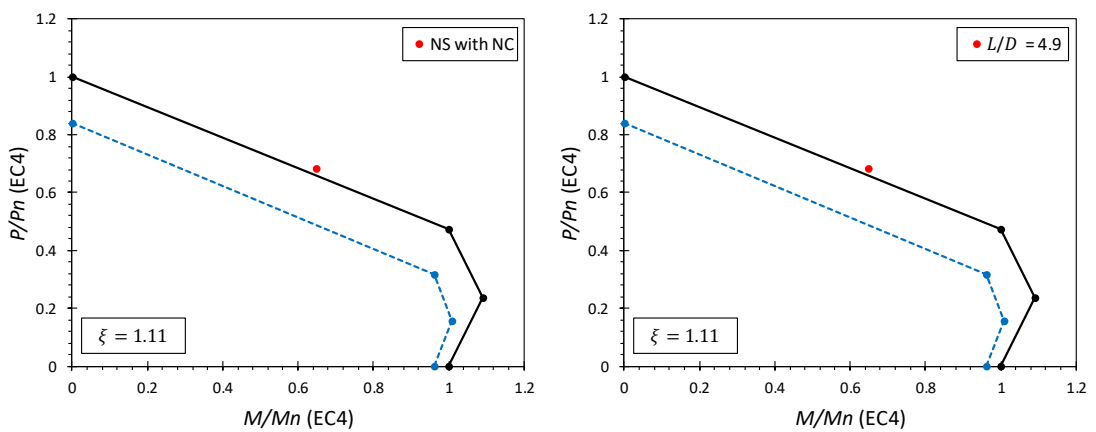 1.2
1
0.8
0.6
0.4
0.2
0
0 0.2 0.4 0.6 0.8 1 1.2
P/Pn (EC4)
M/Mn (EC4)
NS with NC
ξ = 1.11
1.2
1
0.8
0.6
0.4
0.2
0
0 0.2 0.4 0.6 0.8 1 1.2
P/Pn (EC4)
M/Mn (EC4)
L/D = 4.9
ξ = 1.11